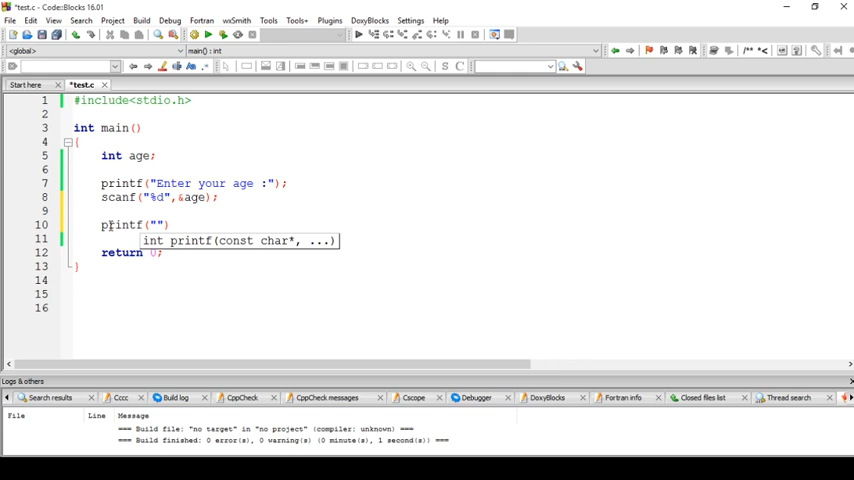 *test.c - Code::Blocks 16.01
File Edit View Search Project Build Debug Fortran wxSmith Tools Tools+ Plugins DoxyBlocks Settings Help
<global> main() : int
Start here *test.c
1 #include<stdio.h>
2
3 int main()
4 {
5 int age;
6
7 printf("Enter your age :");
8 scanf("%d",&age);
9
10 printf("")
11 int printf(const char*, ...)
12 return 0;
13 }
14
15
16
Logs & others
Search results Cccc Build log CppCheck CppCheck messages Cscope Debugger DoxyBlocks Fortran info Closed files list Thread search
File Line Message
=== Build file: "no target" in "no project" (compiler: unknown) ===
=== Build finished: 0 error(s), 0 warning(s) (0 minute(s), 1 second(s)) ===